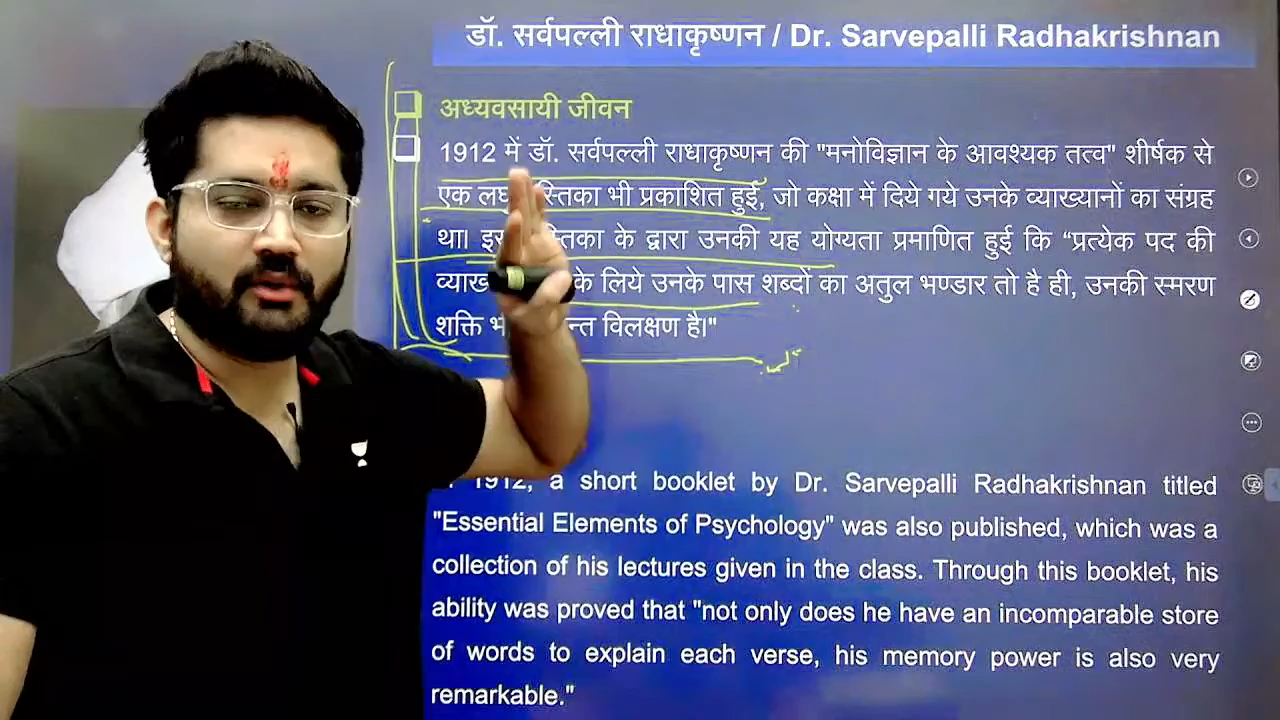 डॉ. सर्वपल्ली राधाकृष्णन / Dr. Sarvepalli Radhakrishnan
अध्यवसायी जीवन
1912 में डॉ. सर्वपल्ली राधाकृष्णन की "मनोविज्ञान के आवश्यक तत्व" शीर्षक से
एक भी प्रकाशित हुई, जो कक्षा में दिये गये उनके व्याख्यानों का संग्रह
था। के द्वारा उनकी यह योग्यता प्रमाणित हुई कि “प्रत्येक पद की
के लिये उनके पास शब्दों का अतुल भण्डार तो है ही, उनकी स्मरण
शक्ति विलक्षण है।"
1912, a short booklet by Dr. Sarvepalli Radhakrishnan titled
"Essential Elements of Psychology" was also published, which was a
collection of his lectures given in the class. Through this booklet, his
ability was proved that "not only does he have an incomparable store
of words to explain each verse, his memory power is also very
remarkable."